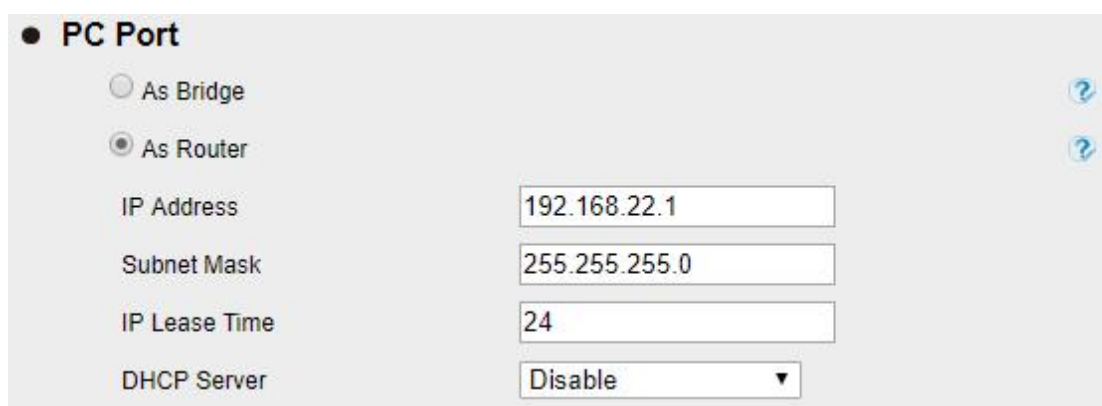 PC Port
As Bridge
?
As Router
?
IP Address 192.168.22.1
Subnet Mask 255.255.255.0
IP Lease Time 24
DHCP Server Disable